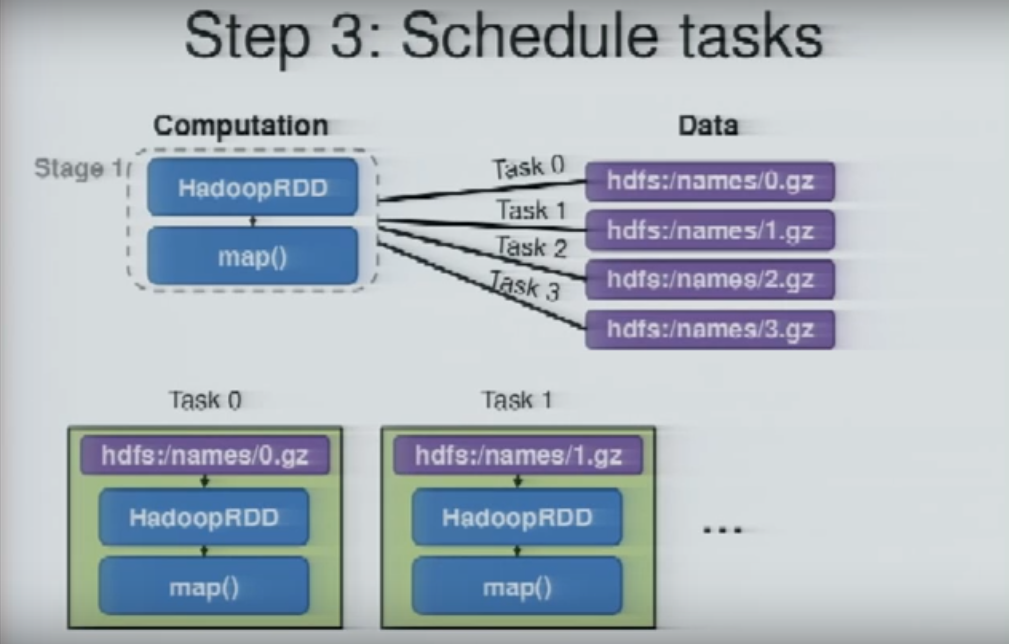 Step 3: Schedule tasks
Computation
Data
Stage 1
HadoopRDD
map()
Task 0
Task 1
Task 2
Task 3
hdfs:/names/0.gz
hdfs:/names/1.gz
hdfs:/names/2.gz
hdfs:/names/3.gz
Task 0
hdfs:/names/0.gz
HadoopRDD
map()
Task 1
hdfs:/names/1.gz
HadoopRDD
map()
...